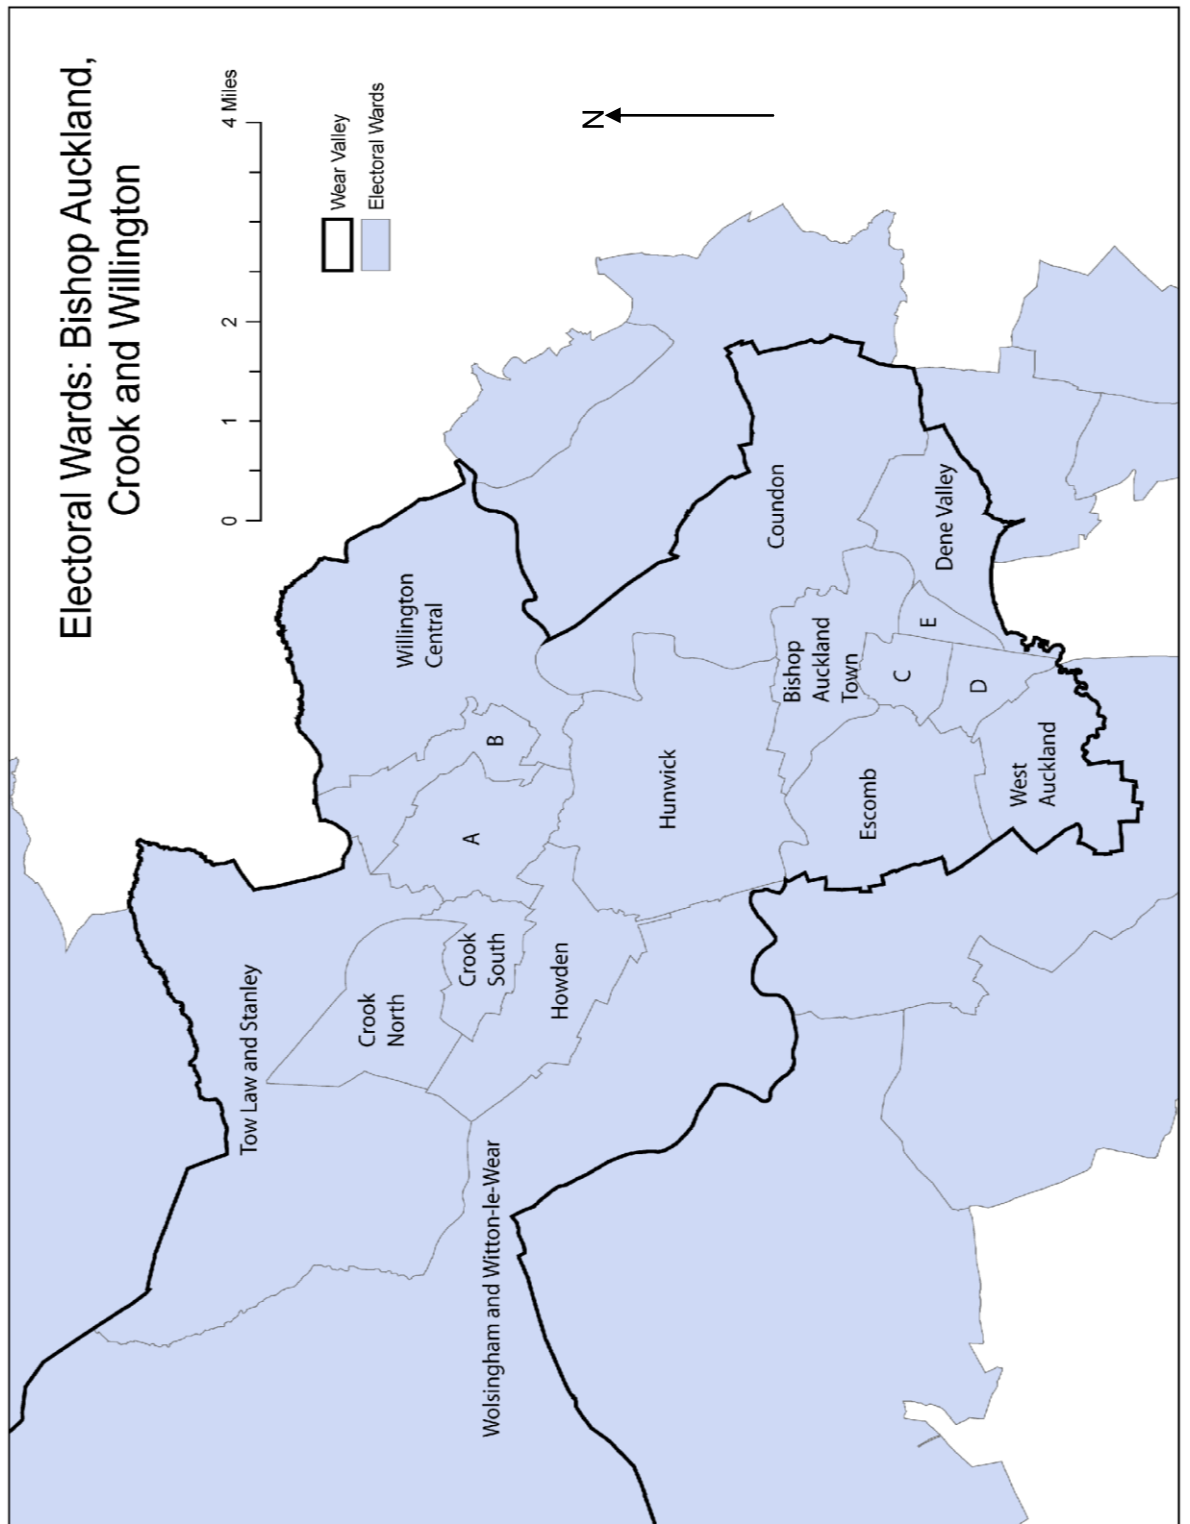 Electoral Wards: Bishop Auckland,
Crook and Willington
0
1
2
4 Miles
Wear Valley
Electoral Wards
N
Tow Law and Stanley
Crook
North
Crook
South
Howden
Wolsingham and Witton-le-Wear
Willington
Central
A
B
Hunwick
Coundon
Bishop
Auckland
Town
Dene Valley
E
C
D
Escomb
West
Auckland